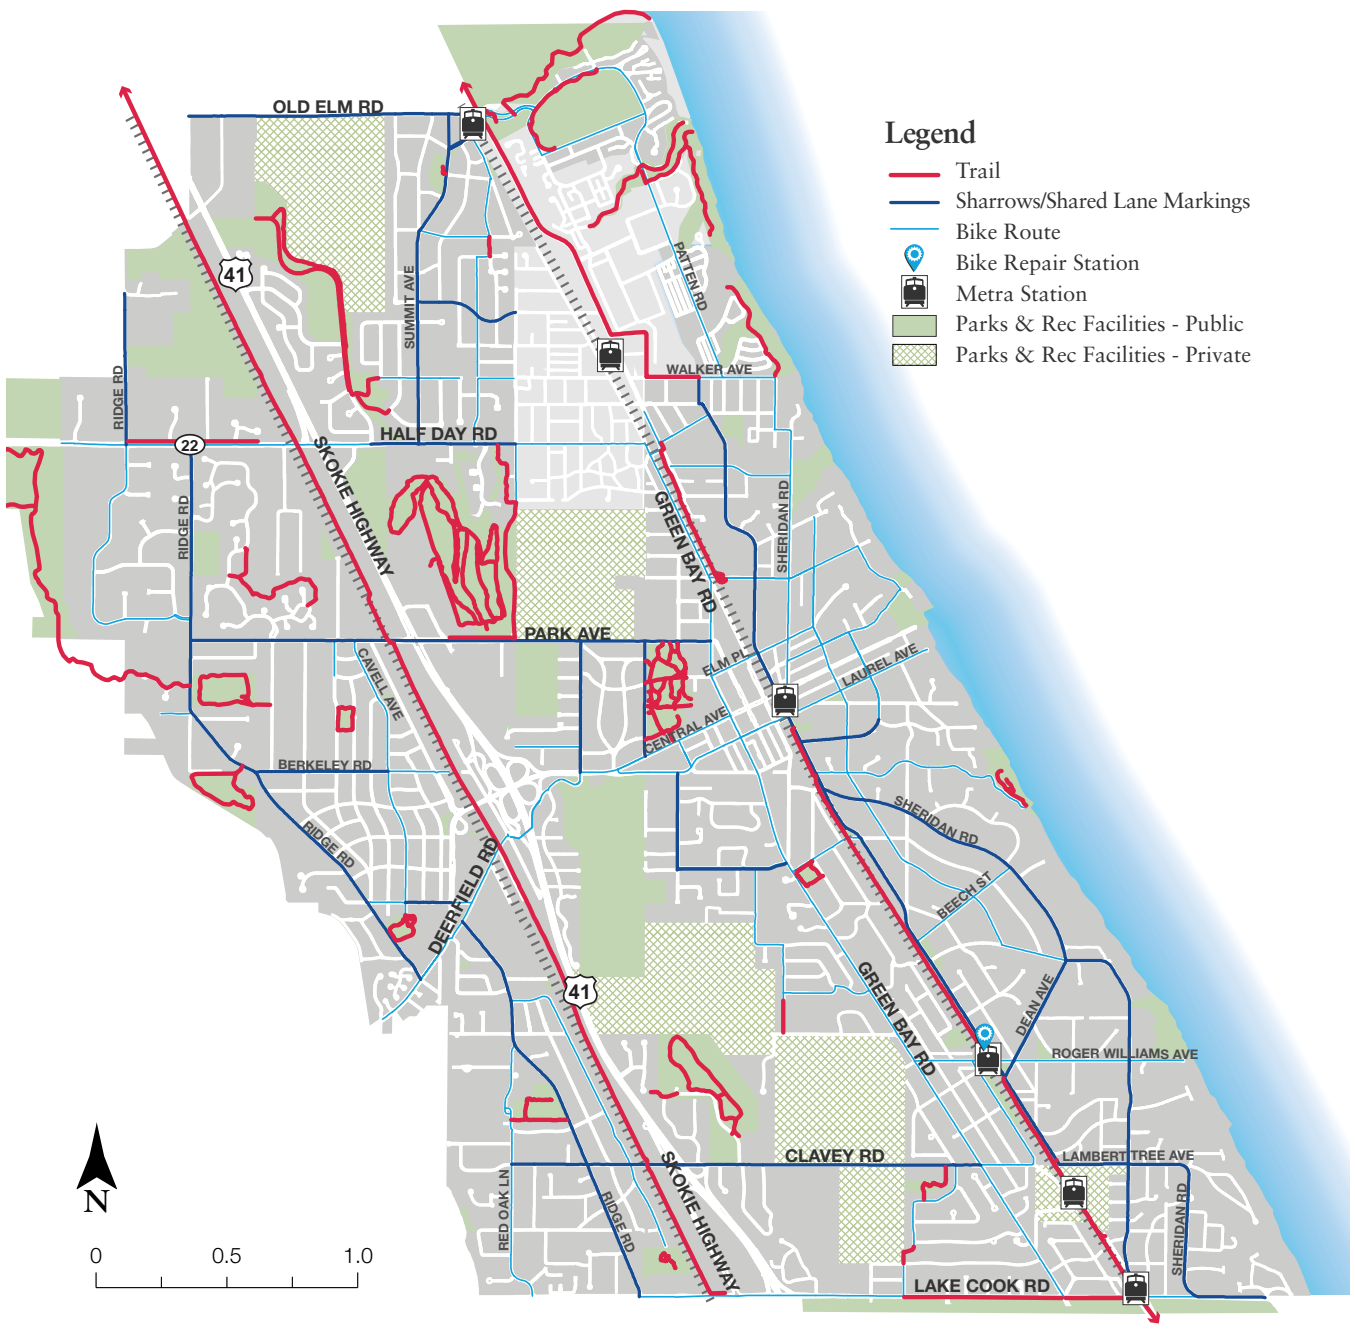 OLD ELM RD
Legend
Trail
Sharrows/Shared Lane Markings
Bike Route
Bike Repair Station
Metra Station
Parks & Rec Facilities - Public
Parks & Rec Facilities - Private
41
SUMMIT AVE
PATTEN RD
RIDGE RD
WALKER AVE
HALF DAY RD
22
SKOKIE HIGHWAY
RIDGE RD
GREEN BAY RD
SHERIDAN RD
PARK AVE
ELM PL
LAUREL AVE
CAVELL AVE
CENTRAL AVE
BERKELEY RD
RIDGE RD
SHERIDAN RD
DEERFIELD RD
BEECH ST
41
GREEN BAY RD
DEAN AVE
ROGER WILLIAMS AVE
CLAVEY RD
LAMBERT TREE AVE
N
RED OAK LN
RIDGE RD
SKOKIE HIGHWAY
SHERIDAN RD
0 0.5 1.0
LAKE COOK RD